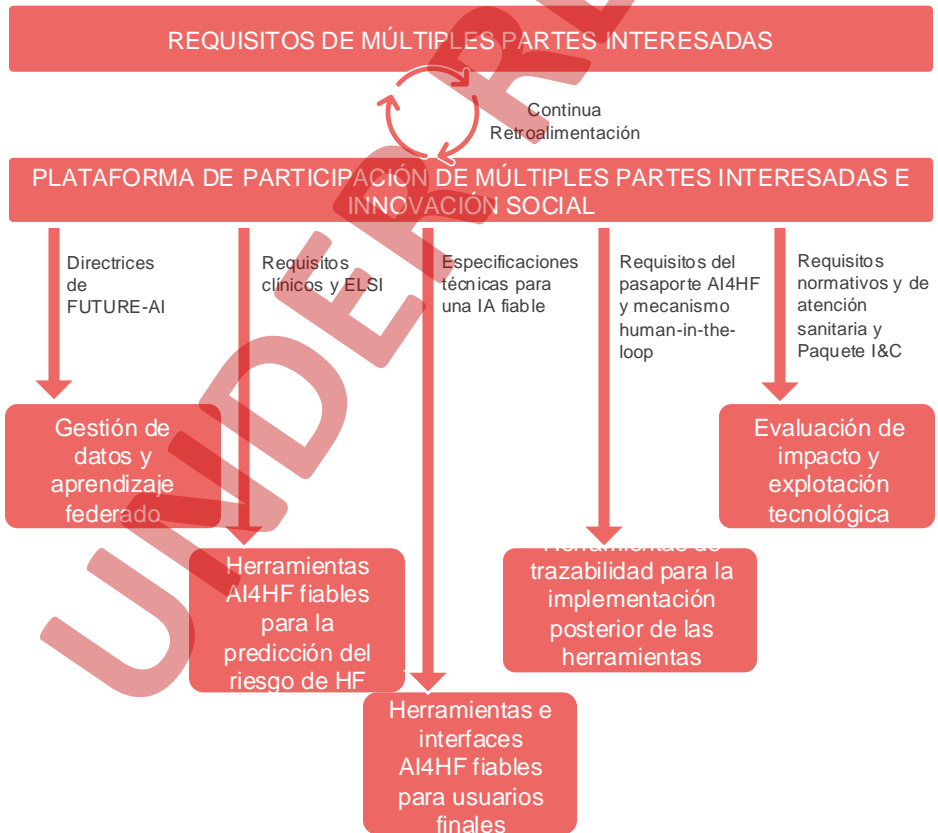 REQUISITOS DE MÚLTIPLES PARTES INTERESADAS
Continua
Retroalimentación
PLATAFORMA DE PARTICIPACIÓN DE MÚLTIPLES PARTES INTERESADAS E
INNOVACIÓN SOCIAL
Directrices
de
FUTURE-AI
Requisitos
clínicos y ELSI
Especificaciones
técnicas para
una IA fiable
Requisitos del
pasaporte AI4HF
y mecanismo
human-in-the-
loop
Requisitos
normativos y de
atención
sanitaria y
Paquete I&C
Gestión de
datos y
aprendizaje
federado
Herramientas
AI4HF fiables
para la
predicción del
riesgo de HF
Herramientas e
interfaces
AI4HF fiables
para usuarios
finales
Herramientas de
trazabilidad para la
implementación
posterior de las
herramientas
Evaluación de
impacto y
explotación
tecnológica
UNDER